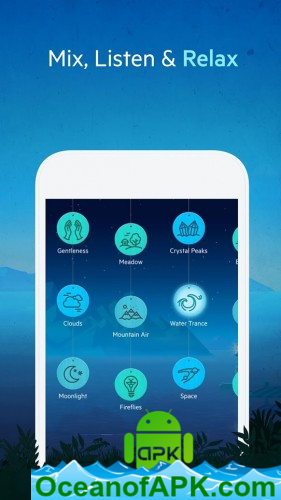 Mix, Listen & Relax
Gentleness
Meadow
Crystal Peaks
Clouds
Mountain Air
Water Trance
Moonlight
Fireflies
Space
APK
OceanofAPK.com